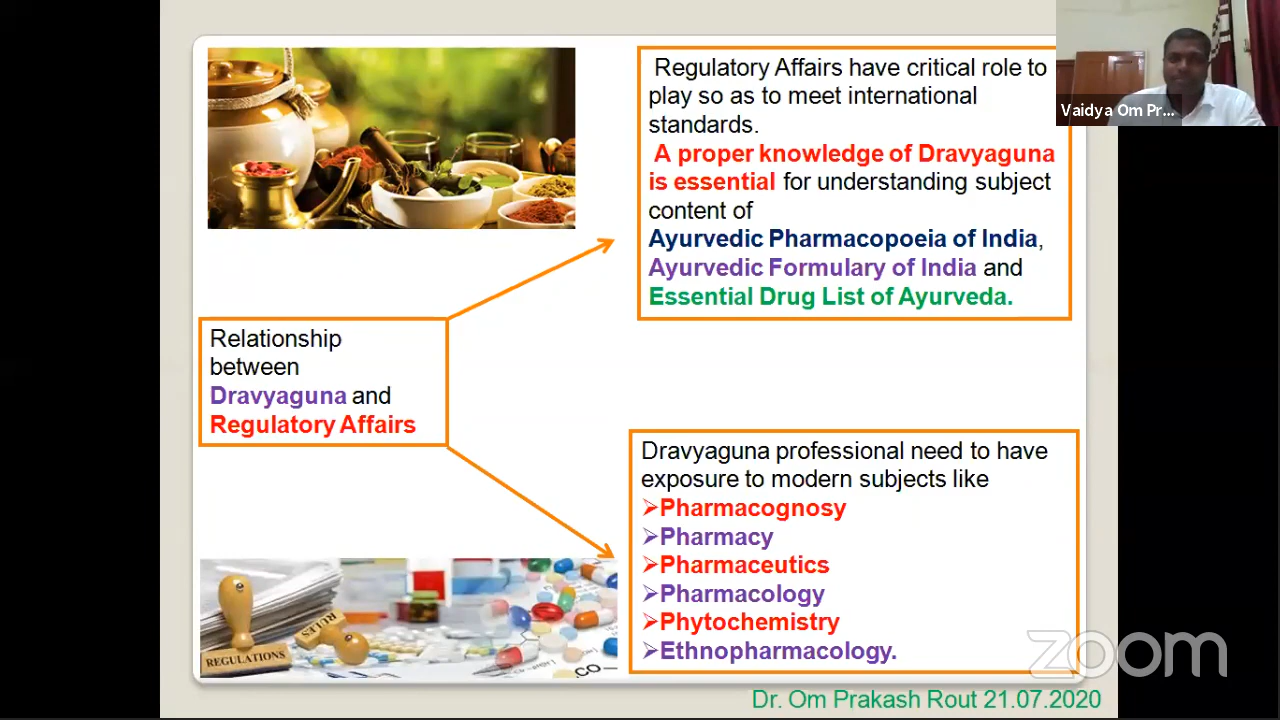 Regulatory Affairs have critical role to
play so as to meet international
standards.
A proper knowledge of Dravyaguna
is essential for understanding subject
content of
Ayurvedic Pharmacopoeia of India,
Ayurvedic Formulary of India and
Essential Drug List of Ayurveda.
Vaidya Om Pr...
Relationship
between
Dravyaguna and
Regulatory Affairs
Dravyaguna professional need to have
exposure to modern subjects like
➢Pharmacognosy
➢Pharmacy
➢Pharmaceutics
➢Pharmacology
➢Phytochemistry
➢Ethnopharmacology.
RULES
REGULATIONS
CO
zoom
Dr. Om Prakash Rout 21.07.2020